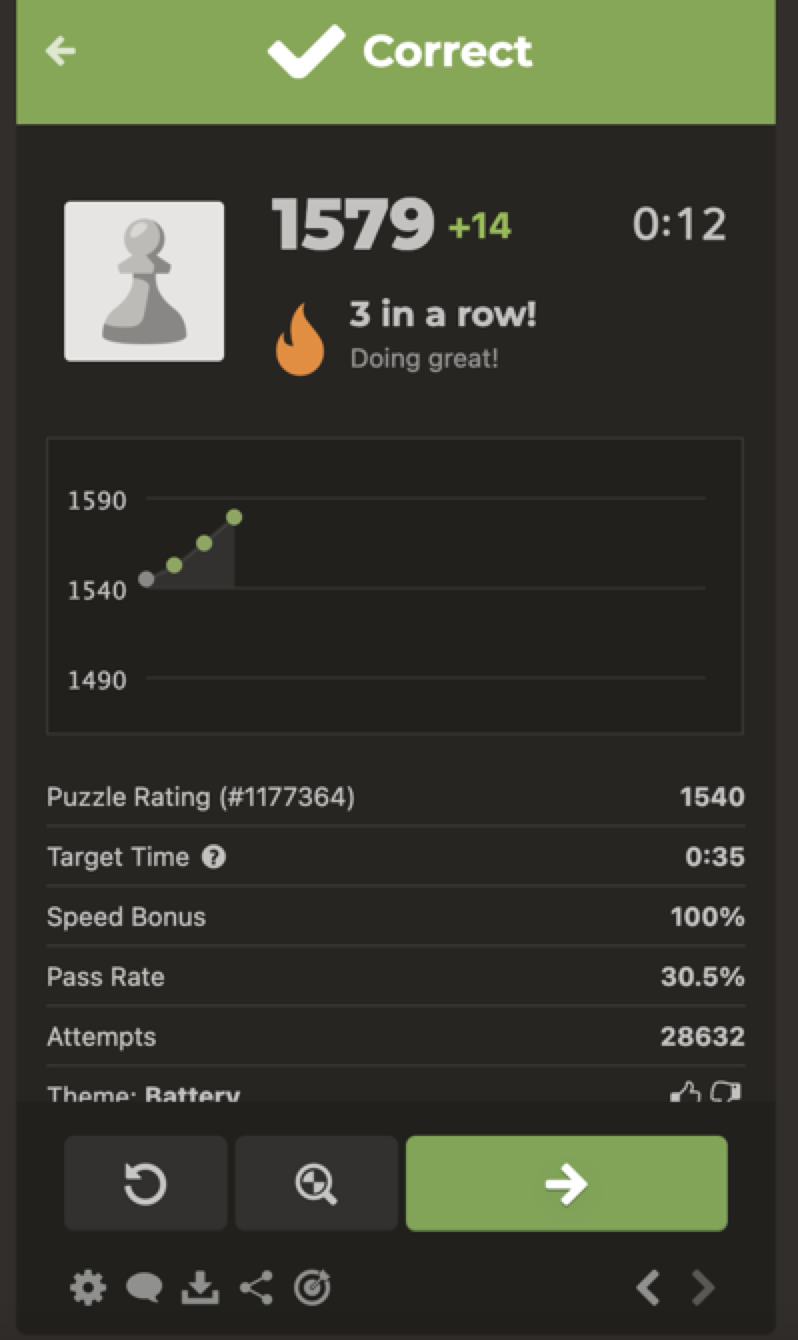 Correct
1579 +14 0:12
3 in a row!
Doing great!
1590
1540
1490
Puzzle Rating (#1177364) 1540
Target Time ? 0:35
Speed Bonus 100%
Pass Rate 30.5%
Attempts 28632
Theme: Battery